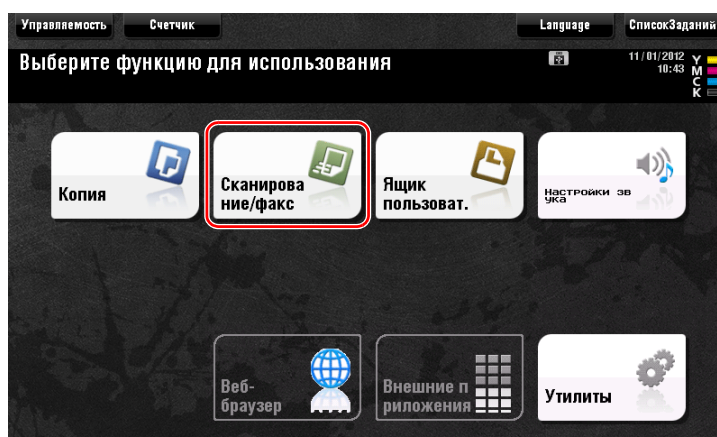 Управляемость Счетчик Language СписокЗаданий
Выберите функцию для использования
11/01/2012
10:43
Y
M
C
K
Копия
Сканирова
ние/факс
Ящик
пользоват.
Настройки зв
ука
Веб-
браузер
Внешние п
риложения
Утилиты